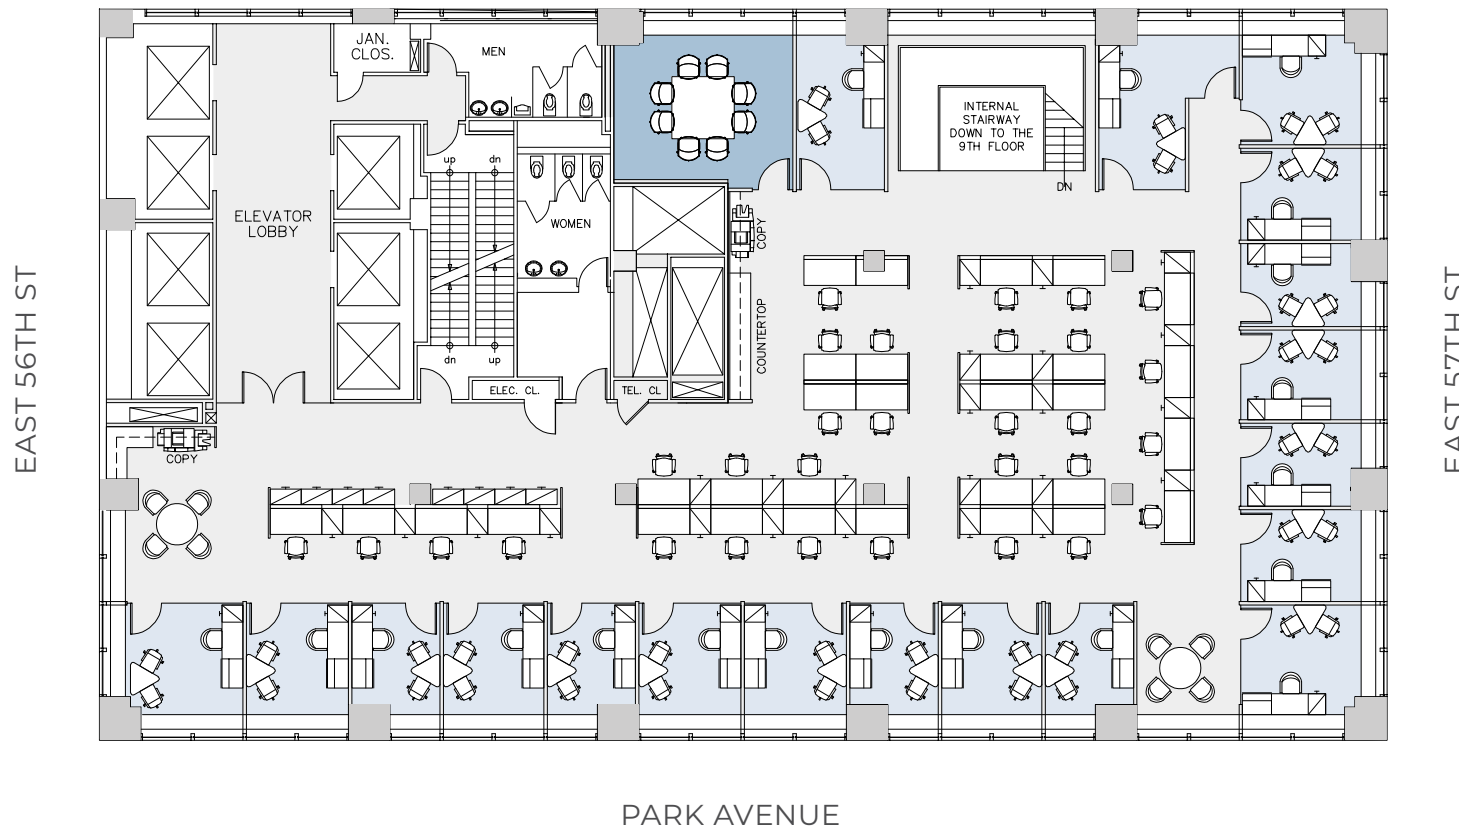 JAN.
CLOS.
MEN
INTERNAL
STAIRWAY
DOWN TO THE
9TH FLOOR
up
dn
DN
ELEVATOR
LOBBY
WOMEN
COPY
EAST 56TH ST
EAST 57TH ST
COUNTERTOP
dn
up
ELEC. CL.
TEL. CL
COPY
PARK AVENUE